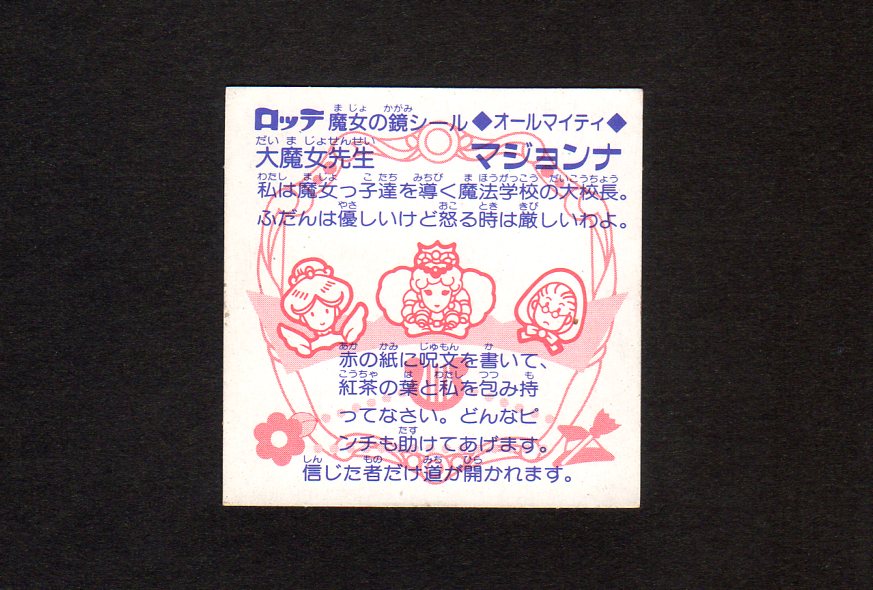 ロッテ 魔女の鏡シール ◆オールマイティ◆
大魔女先生 マジョンナ
私は魔女っ子達を導く魔法学校の大校長。
ふだんは優しいけど怒る時は厳しいわよ。
赤の紙に呪文を書いて、
紅茶の葉と私を包み持
ってなさい。どんなピ
ンチも助けてあげます。
信じた者だけ道が開かれます。